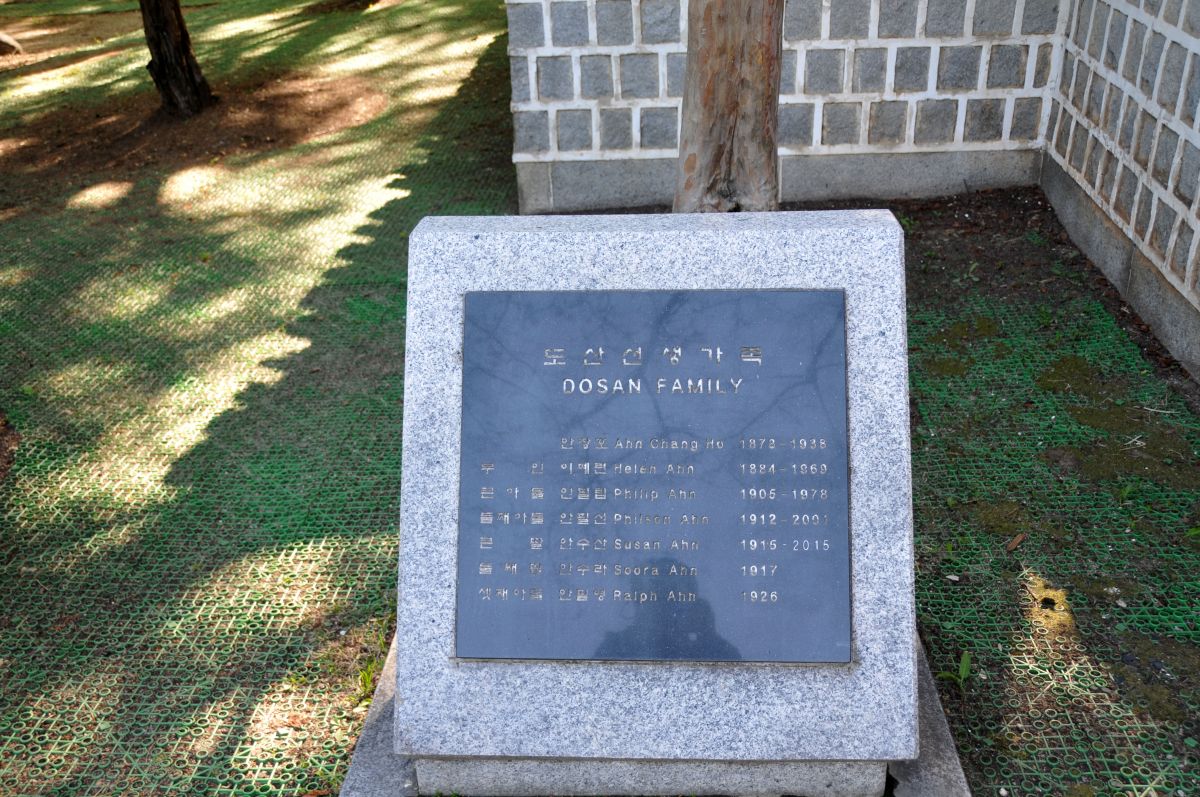 도산선생가족
DOSAN FAMILY
안창호 Ahn Chang Ho 1878-1938
부 인 이혜련 Helen Ahn 1884-1969
큰아들 안필립 Philip Ahn 1905-1978
둘째아들 안필선 Philson Ahn 1912-2001
큰 딸 안수산 Susan Ahn 1915-2015
둘째딸 안수라 Soora Ahn 1917
셋째아들 안필영 Ralph Ahn 1926